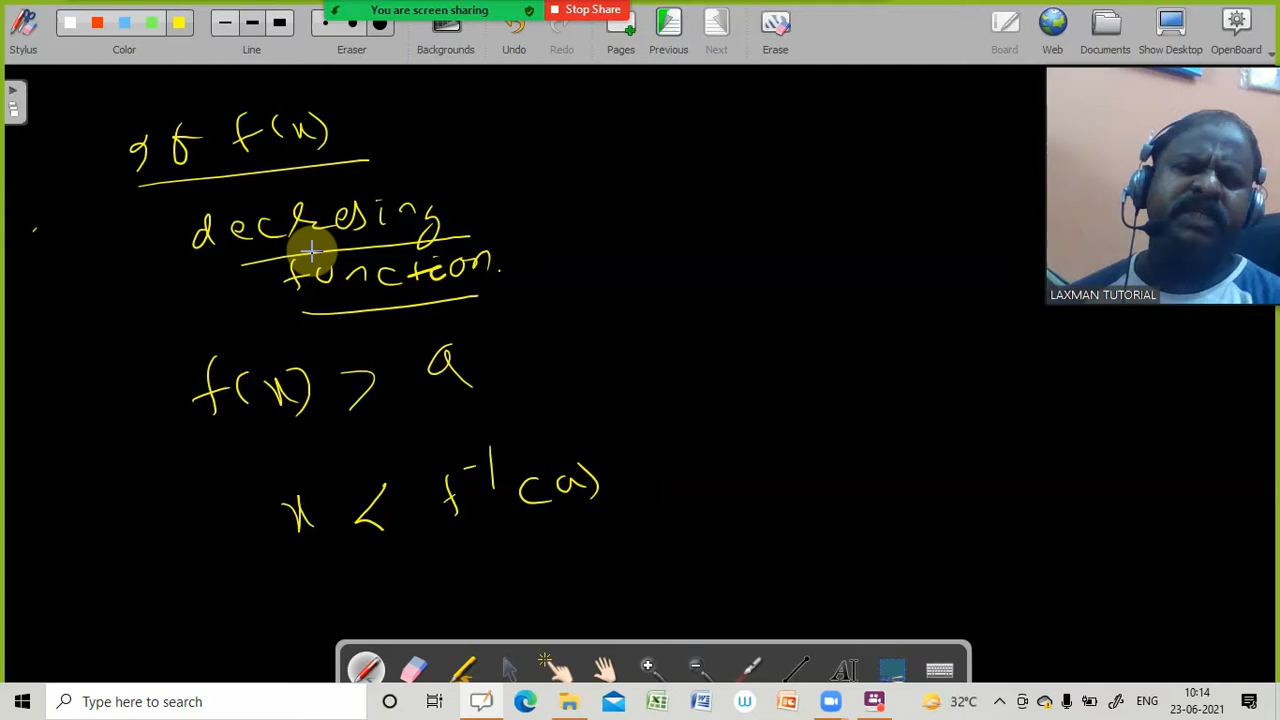 You are screen sharing Stop Share
Stylus Color Line Eraser Backgrounds Undo Redo Pages Previous Next Erase Board Web Documents Show Desktop OpenBoard
If f(x)
decresing
function.
f(x) > a
x < f⁻¹(a)
LAXMAN TUTORIAL
AI
Type here to search
32°C ENG 10:14
23-06-2021